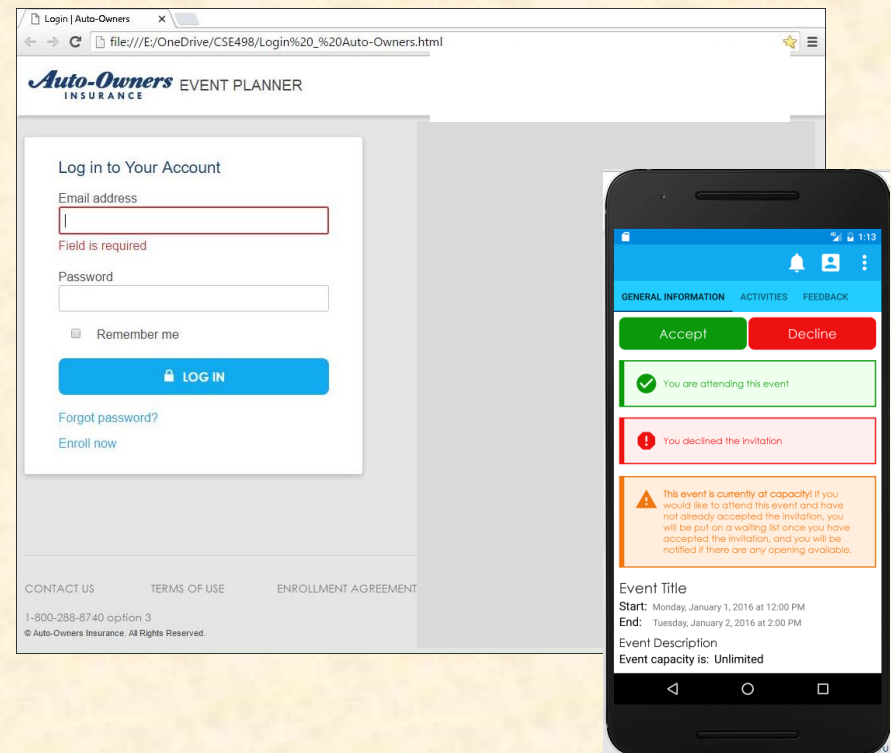 Login | Auto-Owners
file:///E:/OneDrive/CSE498/Login%20_%20Auto-Owners.html
Auto-Owners
INSURANCE
EVENT PLANNER
Log in to Your Account
Email address
Field is required
Password
Remember me
LOG IN
Forgot password?
Enroll now
CONTACT US TERMS OF USE ENROLLMENT AGREEMENT
1-800-288-8740 option 3
© Auto-Owners Insurance. All Rights Reserved.
1:13
GENERAL INFORMATION ACTIVITIES FEEDBACK
Accept Decline
You are attending this event
You declined the invitation
This event is currently at capacity! If you
would like to attend this event and have
not already accepted the invitation, you
will be put on a waiting list once you have
accepted the invitation, and you will be
notified if there are any opening available.
Event Title
Start: Monday, January 1, 2016 at 12:00 PM
End: Tuesday, January 2, 2016 at 2:00 PM
Event Description
Event capacity is: Unlimited